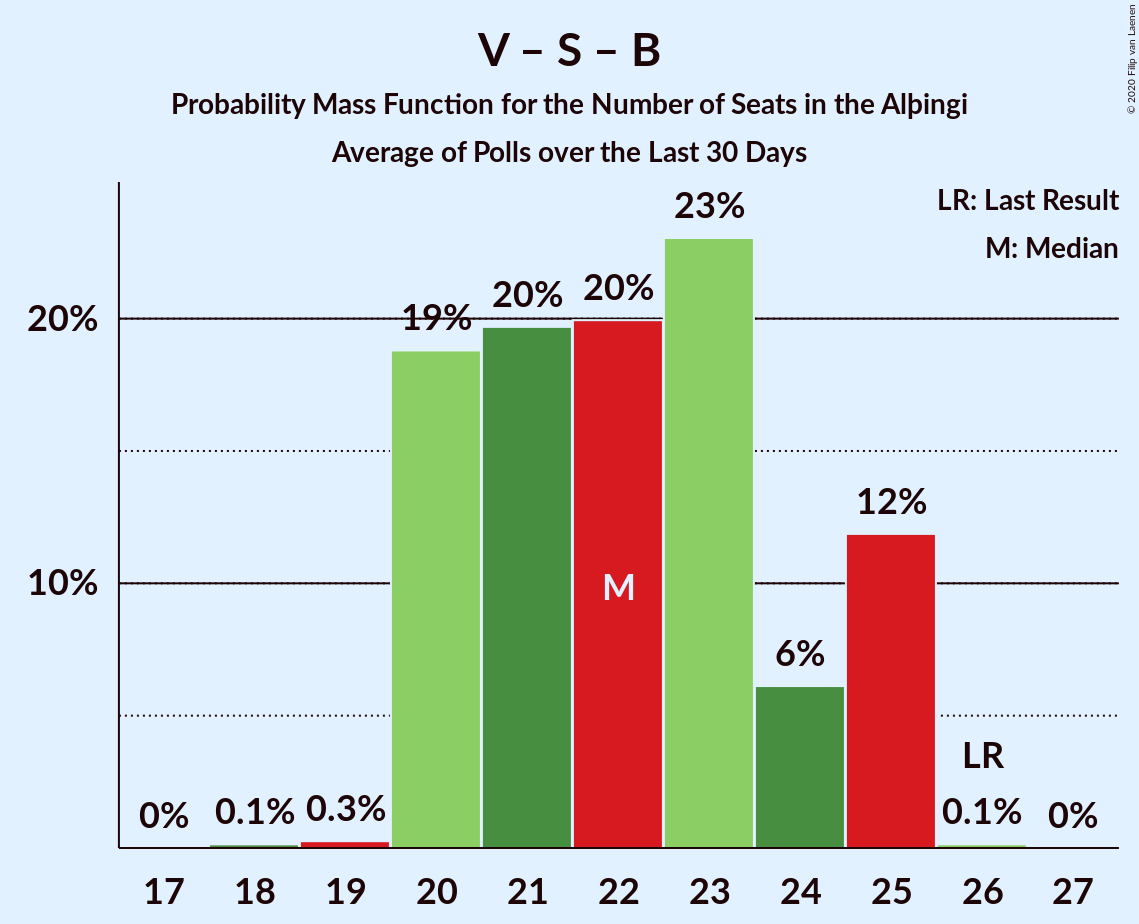 V – S – B
Probability Mass Function for the Number of Seats in the Alþingi
Average of Polls over the Last 30 Days
© 2020 Filip van Laenen
LR: Last Result
M: Median
20%
10%
0%
0.1%
0.3%
19%
20%
20%
23%
6%
12%
0.1%
0%
M
LR
17 18 19 20 21 22 23 24 25 26 27